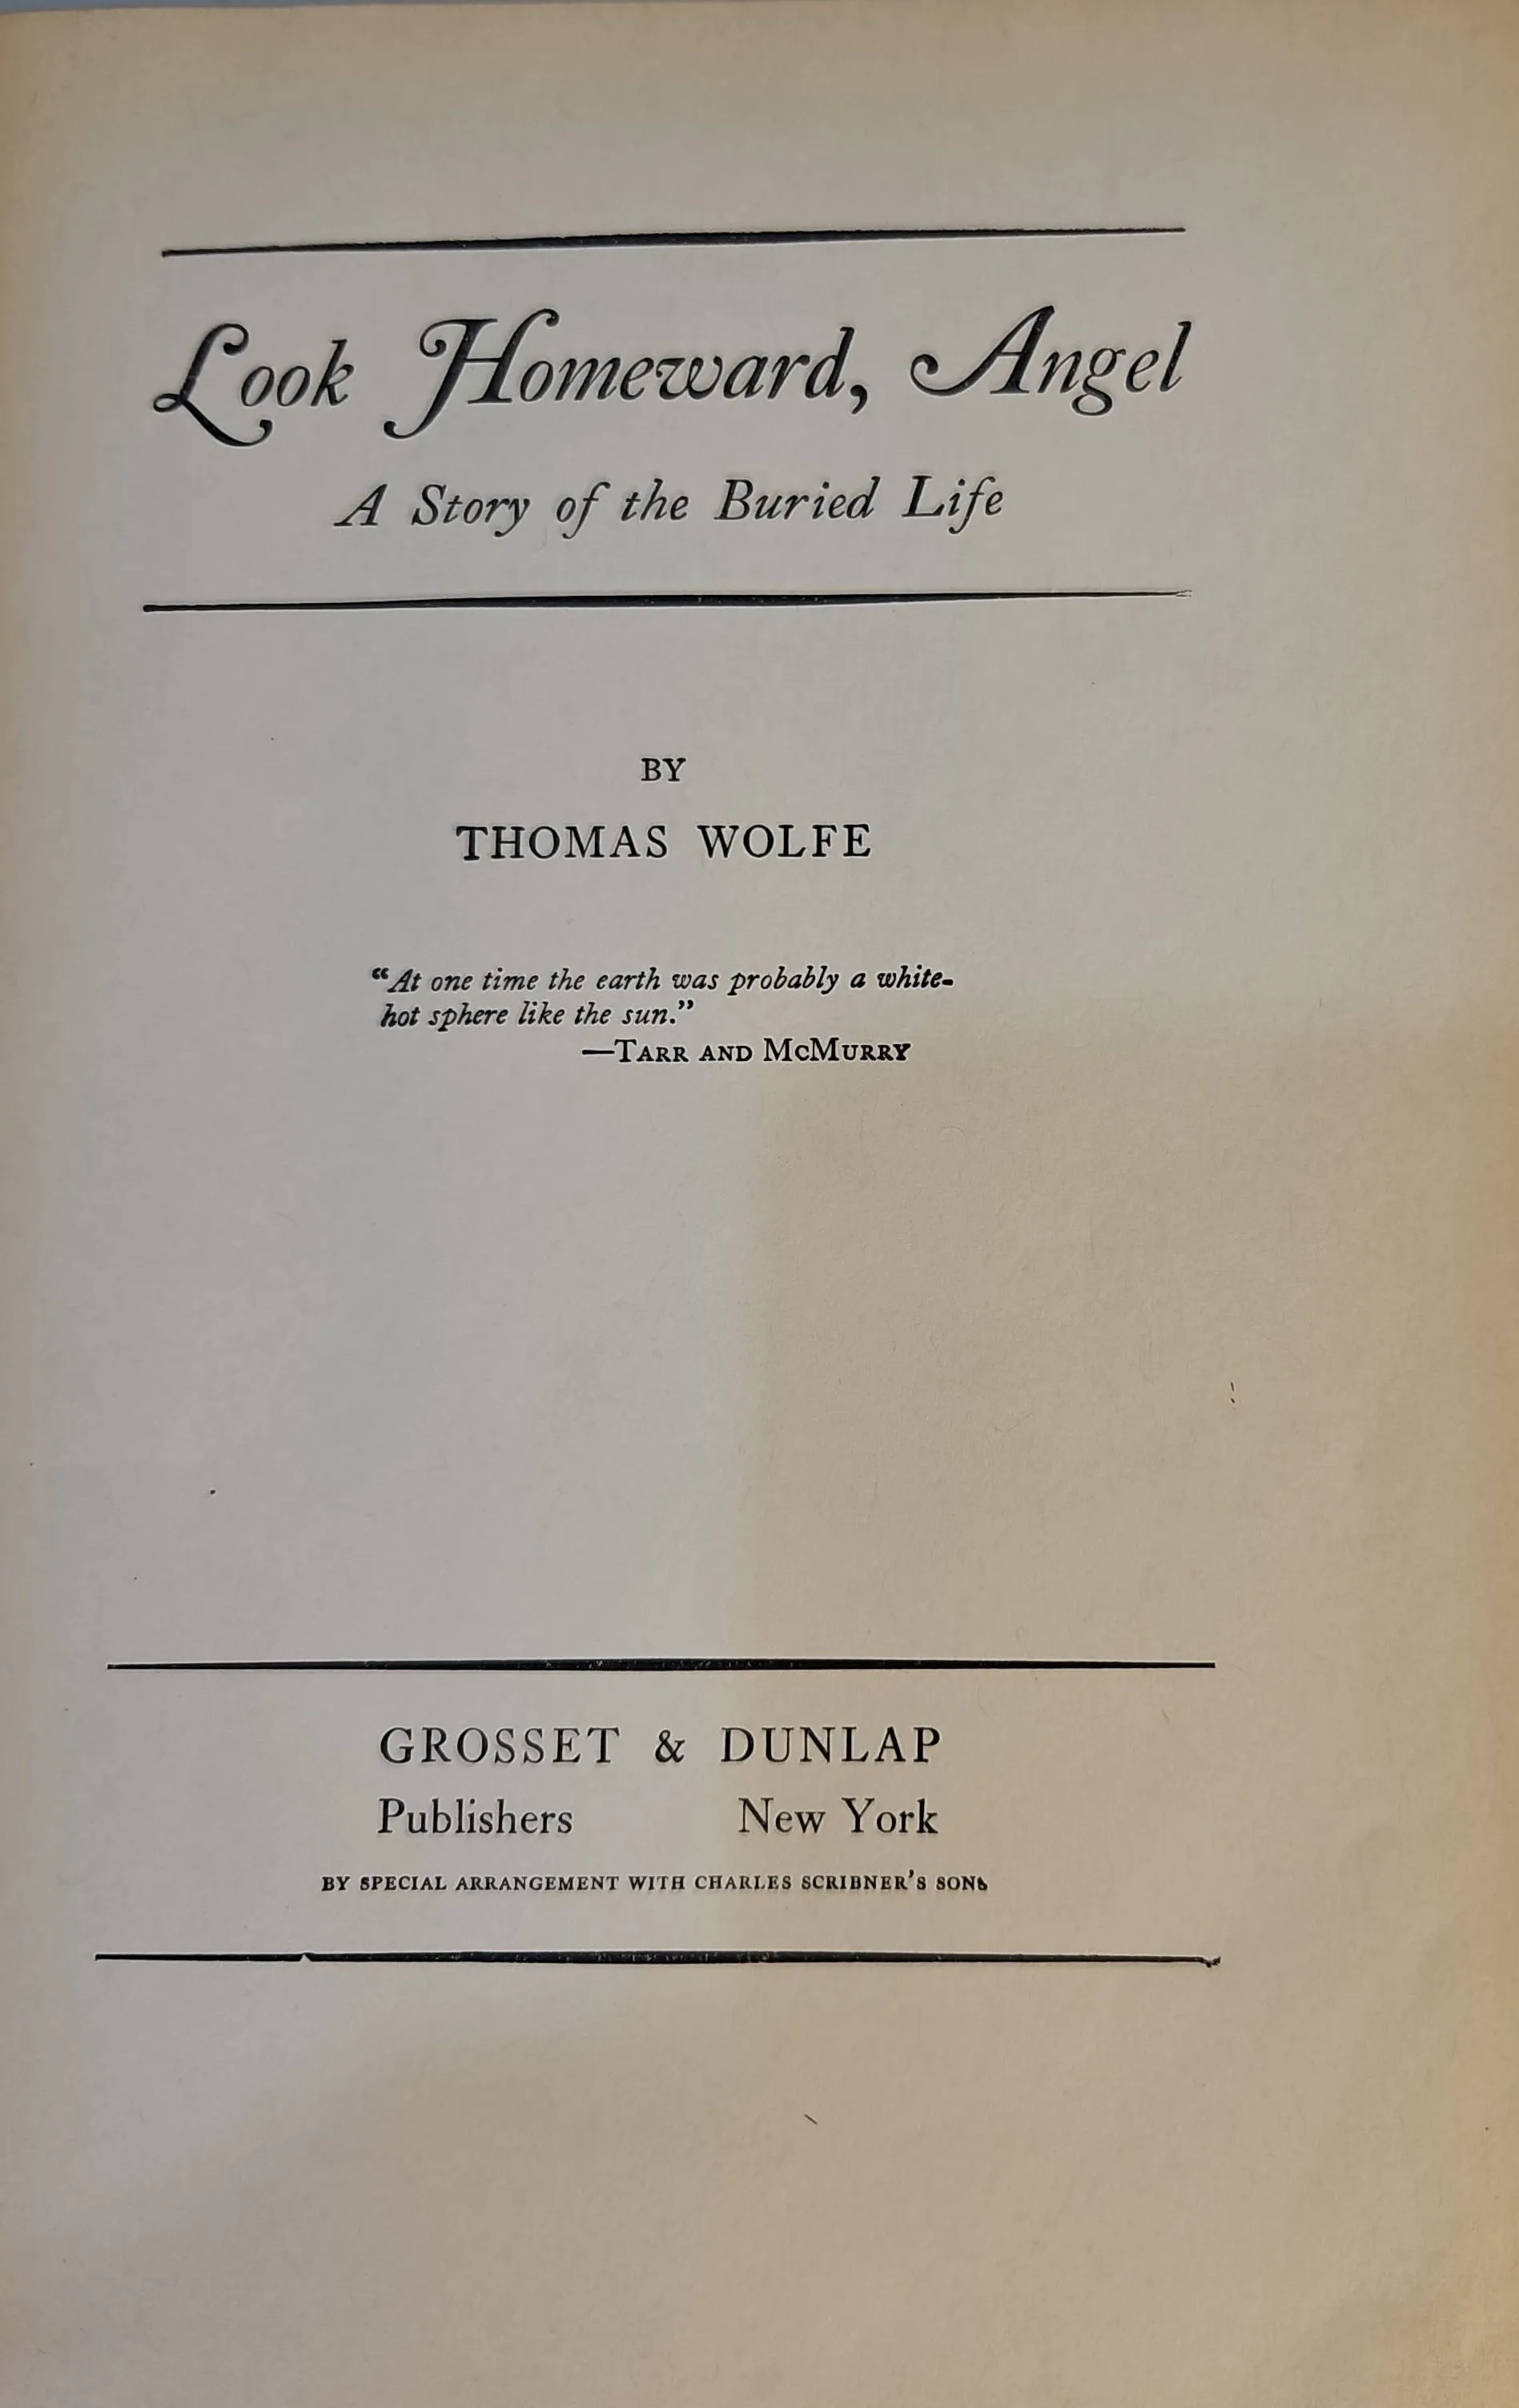 Look Homeward, Angel
A Story of the Buried Life
BY
THOMAS WOLFE
“At one time the earth was probably a white-
hot sphere like the sun.”
—TARR AND MCMURRY
GROSSET & DUNLAP
Publishers New York
BY SPECIAL ARRANGEMENT WITH CHARLES SCRIBNER'S SONS